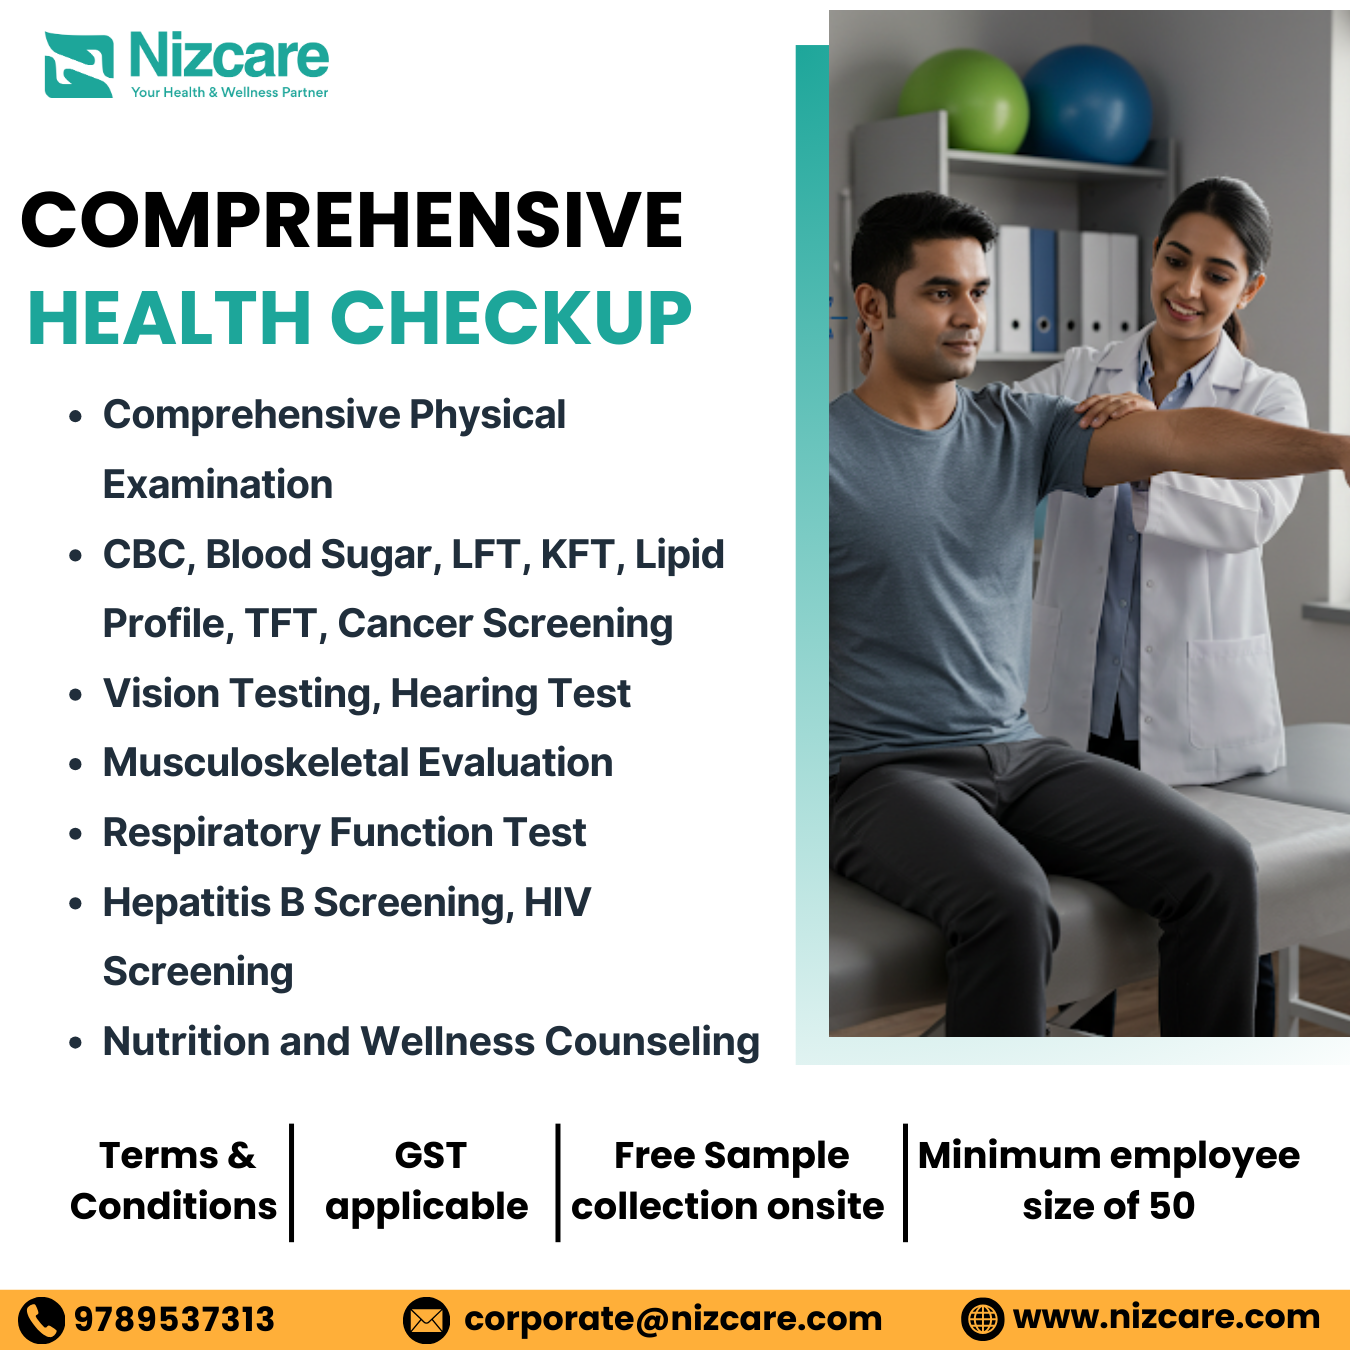 Nizcare
Your Health & Wellness Partner
COMPREHENSIVE
HEALTH CHECKUP
• Comprehensive Physical
Examination
• CBC, Blood Sugar, LFT, KFT, Lipid
Profile, TFT, Cancer Screening
• Vision Testing, Hearing Test
• Musculoskeletal Evaluation
• Respiratory Function Test
• Hepatitis B Screening, HIV
Screening
• Nutrition and Wellness Counseling
Terms &
Conditions
GST
applicable
Free Sample
collection onsite
Minimum employee
size of 50
9789537313
corporate@nizcare.com
www.nizcare.com